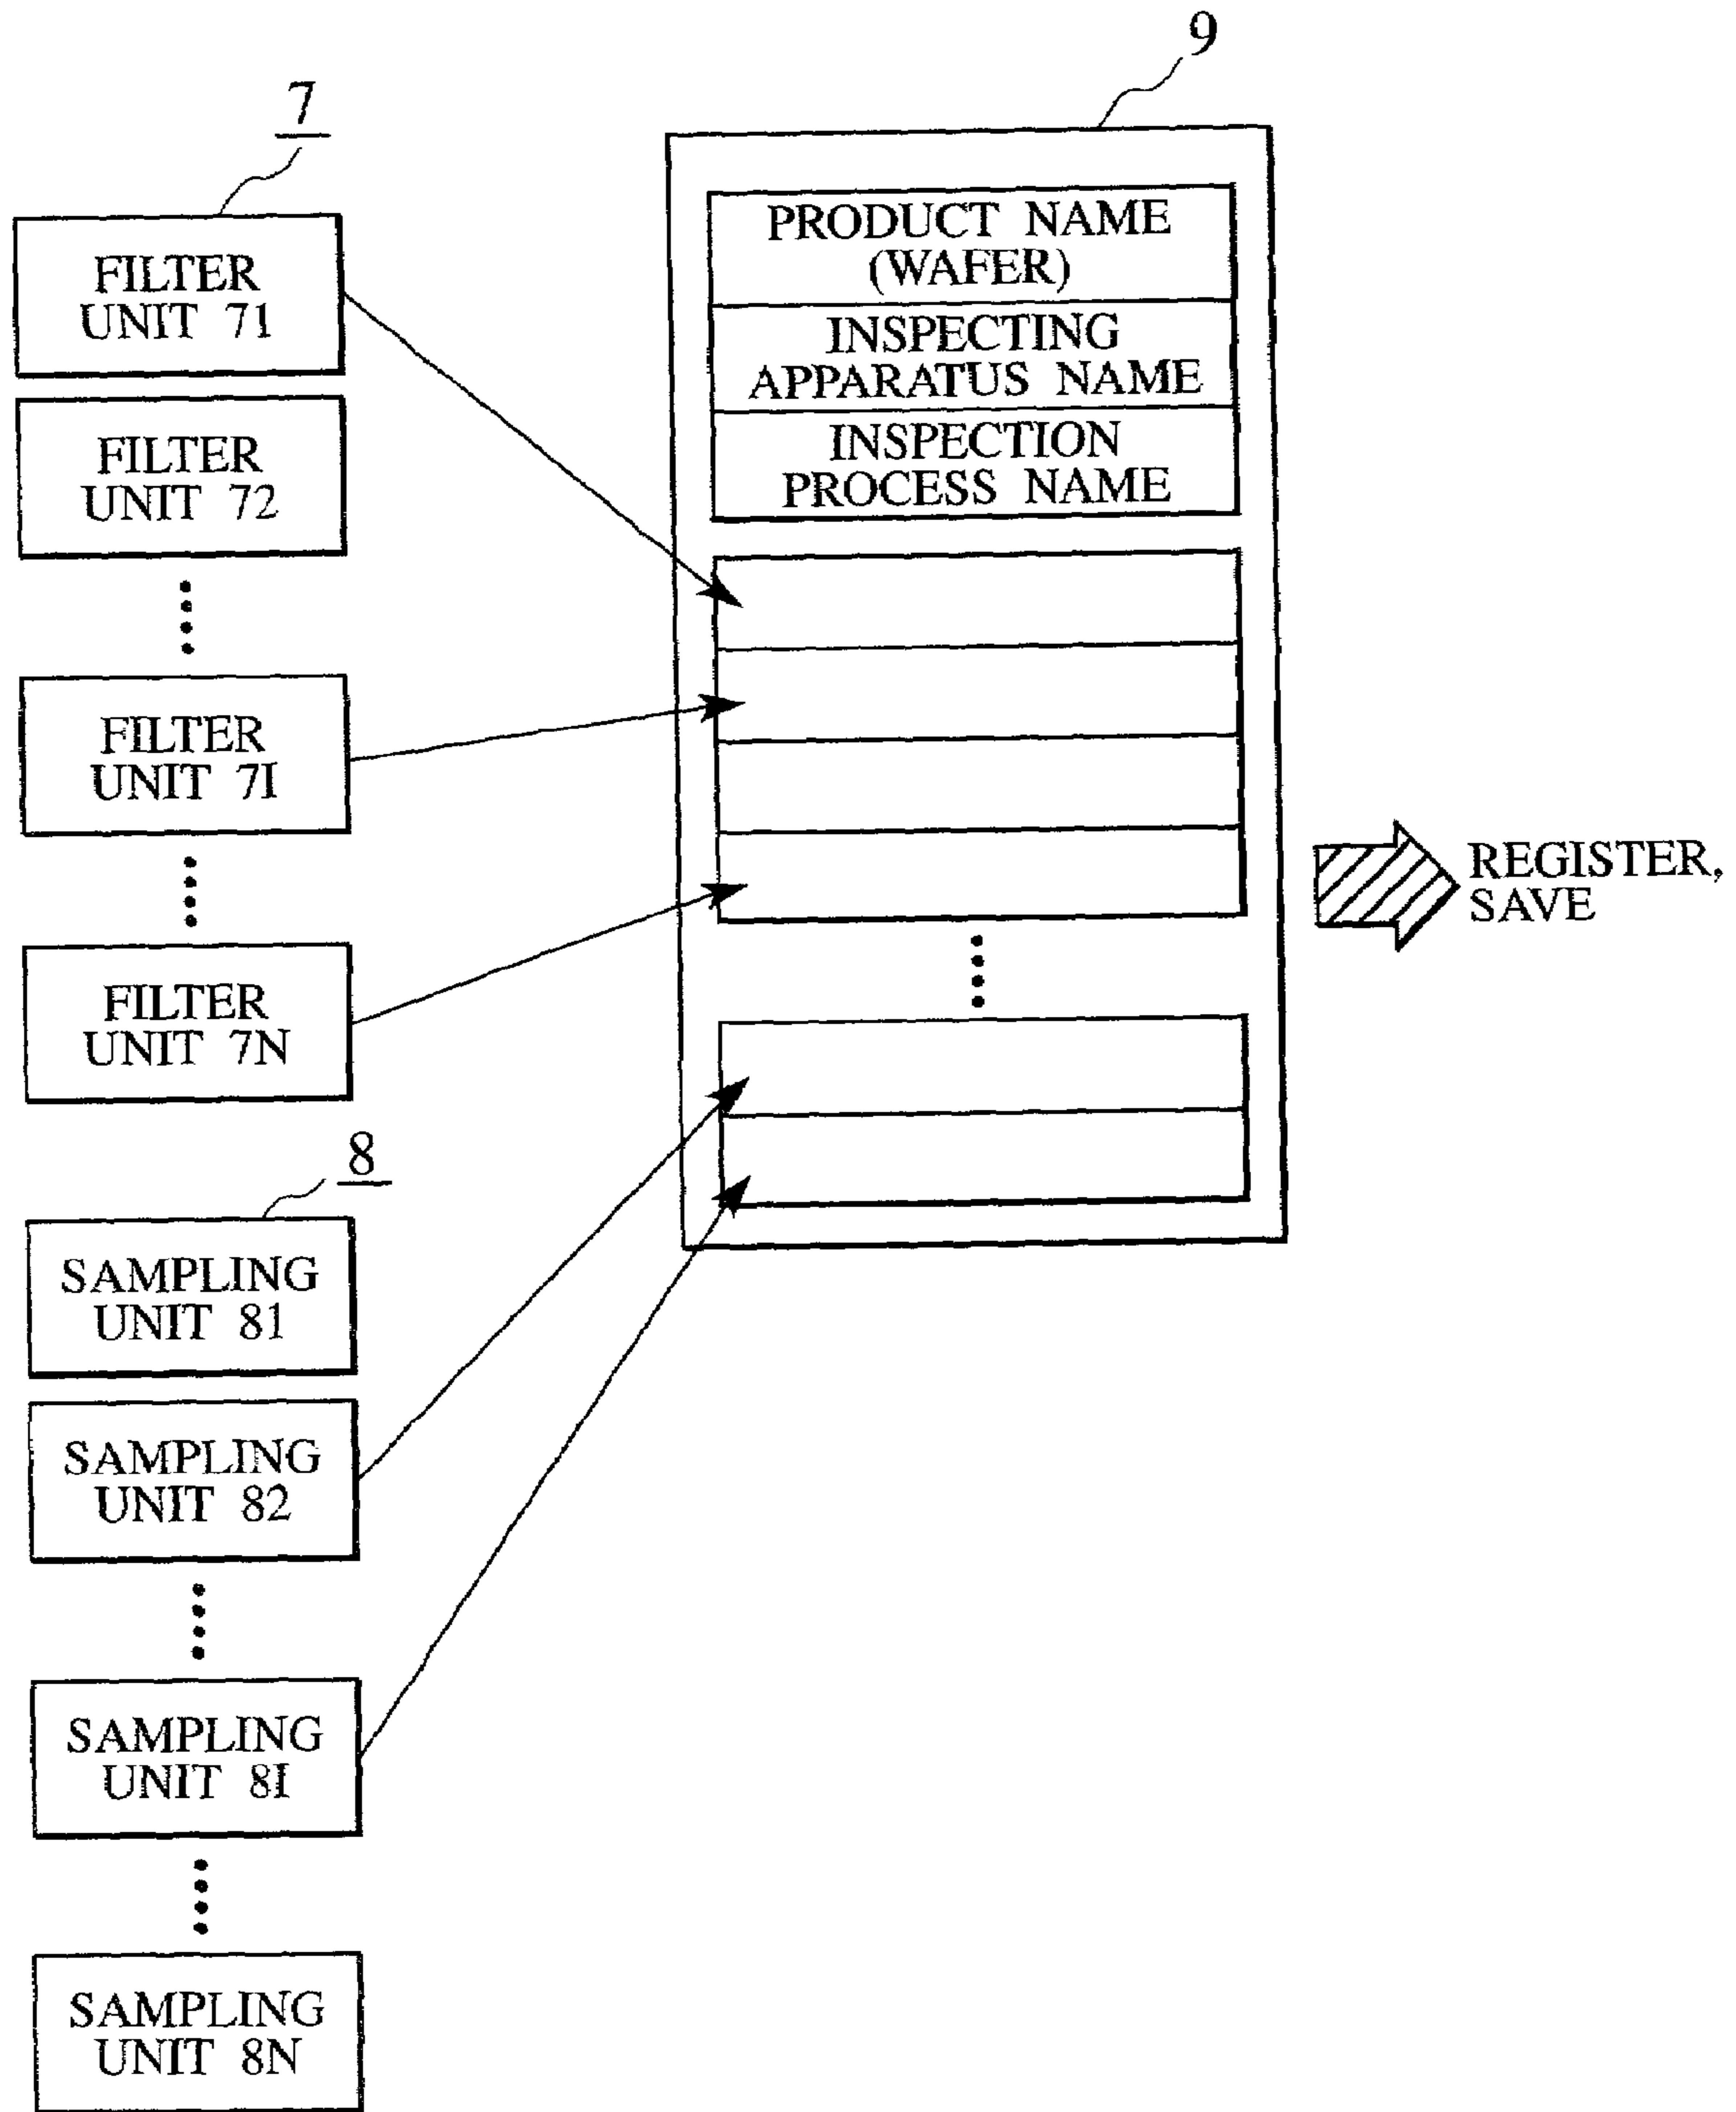 7
FILTER
UNIT 71
FILTER
UNIT 72
FILTER
UNIT 7I
FILTER
UNIT 7N
8
SAMPLING
UNIT 81
SAMPLING
UNIT 82
SAMPLING
UNIT 8I
SAMPLING
UNIT 8N
9
PRODUCT NAME
(WAFER)
INSPECTING
APPARATUS NAME
INSPECTION
PROCESS NAME
REGISTER,
SAVE